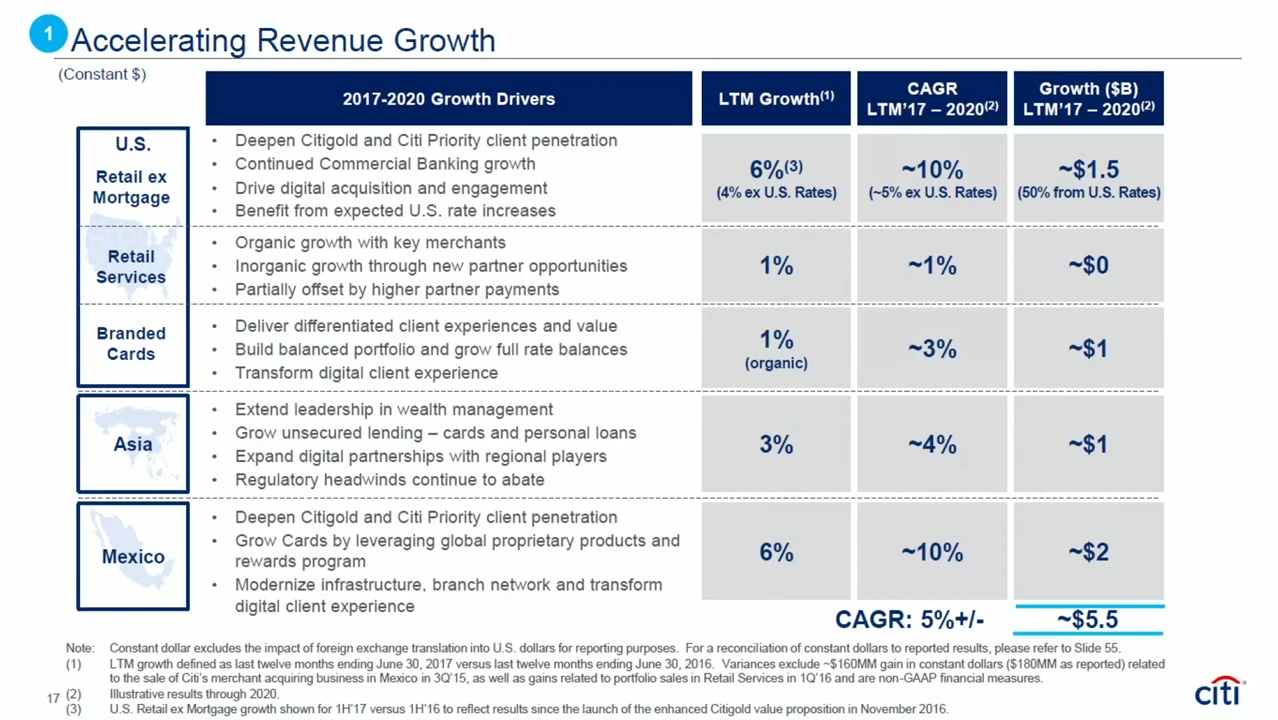 1
Accelerating Revenue Growth
(Constant $)
2017-2020 Growth Drivers
LTM Growth(1)
CAGR
LTM'17 – 2020(2)
Growth ($B)
LTM'17 – 2020(2)
U.S.
Retail ex
Mortgage
• Deepen Citigold and Citi Priority client penetration
• Continued Commercial Banking growth
• Drive digital acquisition and engagement
• Benefit from expected U.S. rate increases
6%(3)
(4% ex U.S. Rates)
~10%
(~5% ex U.S. Rates)
~$1.5
(50% from U.S. Rates)
Retail
Services
• Organic growth with key merchants
• Inorganic growth through new partner opportunities
• Partially offset by higher partner payments
1%
~1%
~$0
Branded
Cards
• Deliver differentiated client experiences and value
• Build balanced portfolio and grow full rate balances
• Transform digital client experience
1%
(organic)
~3%
~$1
Asia
• Extend leadership in wealth management
• Grow unsecured lending – cards and personal loans
• Expand digital partnerships with regional players
• Regulatory headwinds continue to abate
3%
~4%
~$1
Mexico
• Deepen Citigold and Citi Priority client penetration
• Grow Cards by leveraging global proprietary products and
rewards program
• Modernize infrastructure, branch network and transform
digital client experience
6%
~10%
~$2
CAGR: 5%+/-
~$5.5
Note: Constant dollar excludes the impact of foreign exchange translation into U.S. dollars for reporting purposes. For a reconciliation of constant dollars to reported results, please refer to Slide 55.
(1) LTM growth defined as last twelve months ending June 30, 2017 versus last twelve months ending June 30, 2016. Variances exclude ~$160MM gain in constant dollars ($180MM as reported) related
to the sale of Citi's merchant acquiring business in Mexico in 3Q'15, as well as gains related to portfolio sales in Retail Services in 1Q'16 and are non-GAAP financial measures.
(2) Illustrative results through 2020.
(3) U.S. Retail ex Mortgage growth shown for 1H'17 versus 1H'16 to reflect results since the launch of the enhanced Citigold value proposition in November 2016.
17
citi®